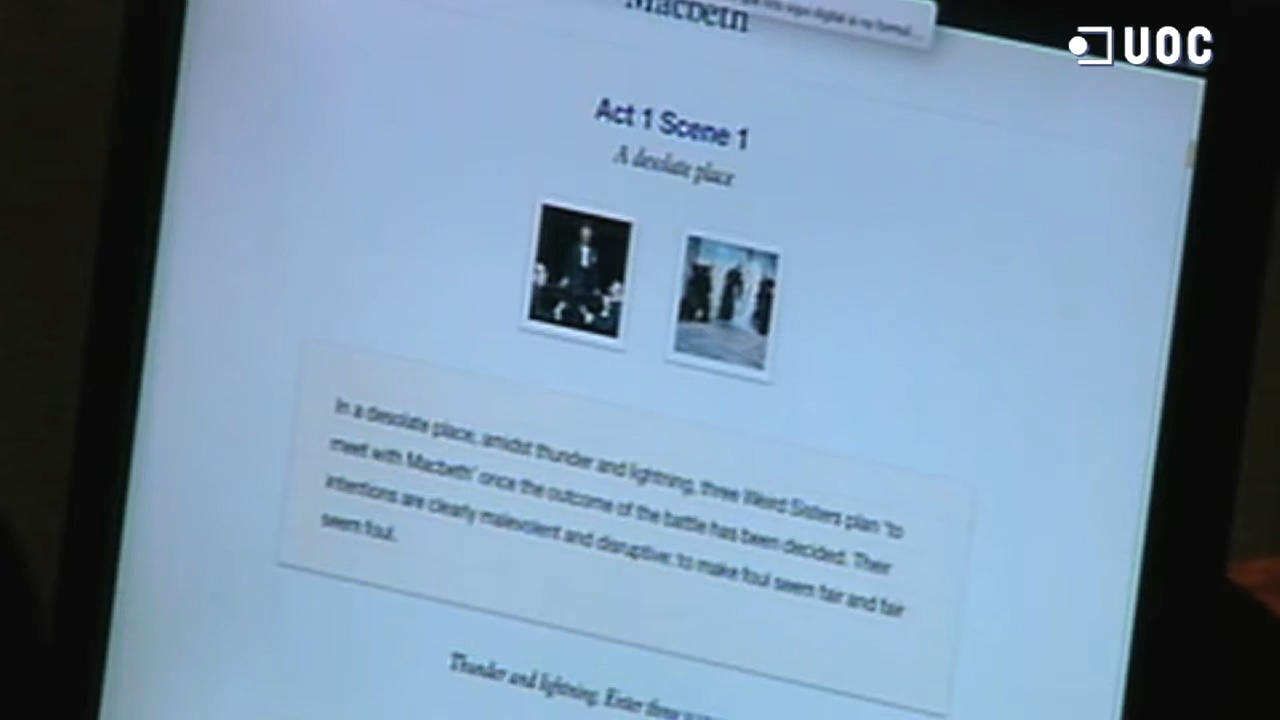 UOC
Macbeth
Act 1 Scene 1
A desolate place
In a desolate place, amidst thunder and lightning, three Weird Sisters plan 'to
meet with Macbeth' once the outcome of the battle has been decided. Their
intentions are clearly malevolent and disruptive: to make foul seem fair and fair
seem foul.
Thunder and lightning. Enter three